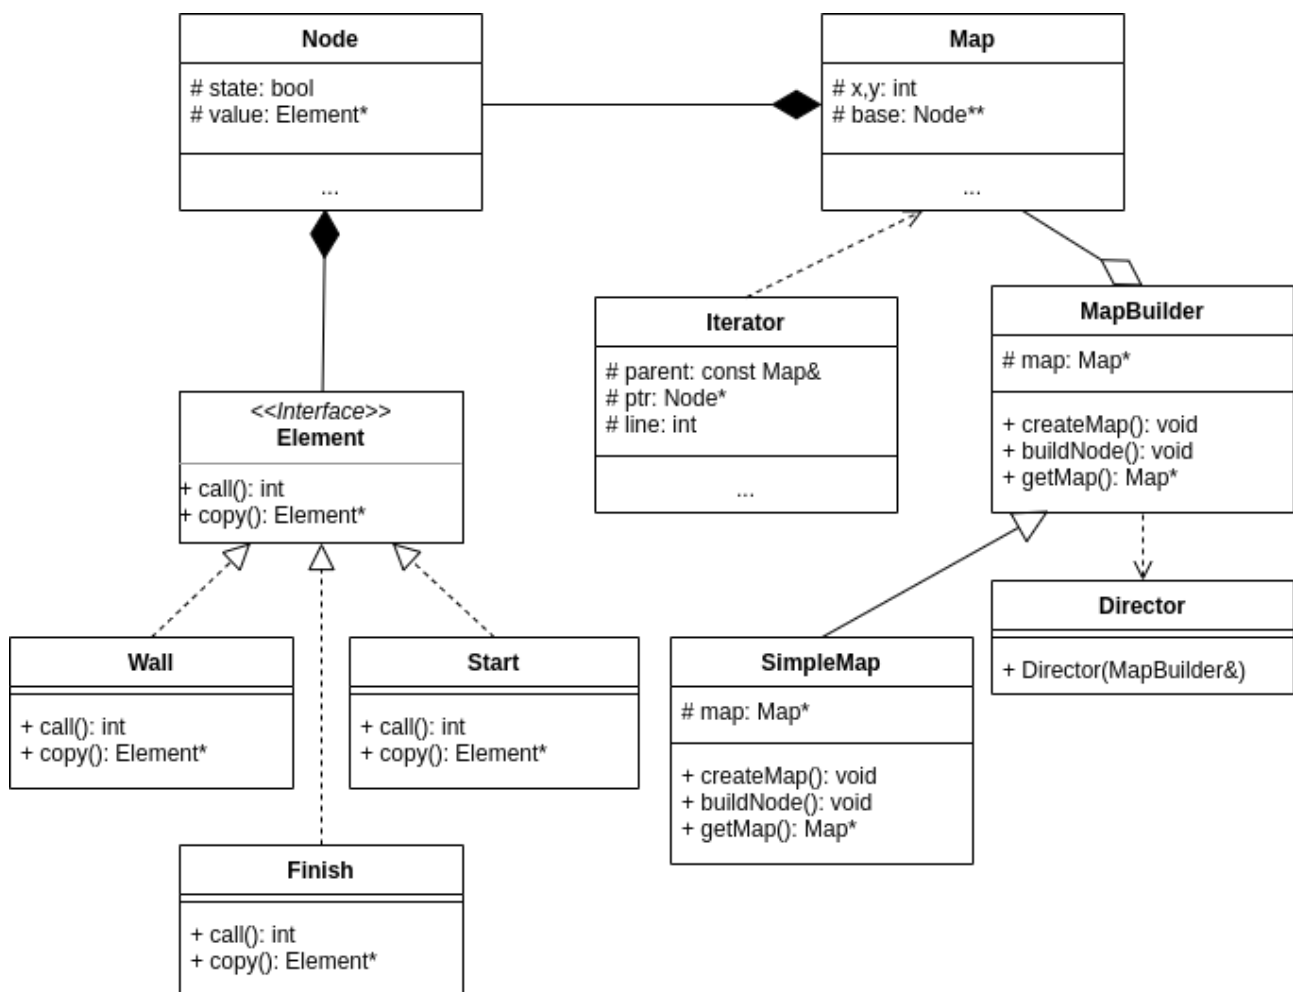 Node
# state: bool
# value: Element*
...
Map
# x,y: int
# base: Node**
...
Iterator
# parent: const Map&
# ptr: Node*
# line: int
...
MapBuilder
# map: Map*
+ createMap(): void
+ buildNode(): void
+ getMap(): Map*
<<Interface>>
Element
+ call(): int
+ copy(): Element*
Director
+ Director(MapBuilder&)
Wall
+ call(): int
+ copy(): Element*
Start
+ call(): int
+ copy(): Element*
SimpleMap
# map: Map*
+ createMap(): void
+ buildNode(): void
+ getMap(): Map*
Finish
+ call(): int
+ copy(): Element*